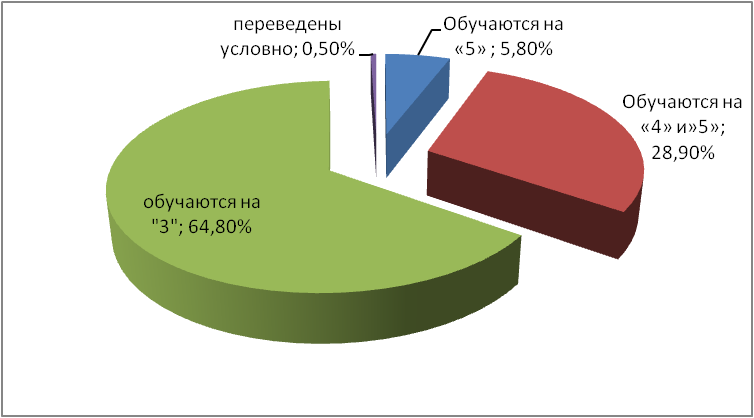 переведены
условно; 0,50%
Обучаются на
«5» ; 5,80%
Обучаются на
«4» и»5»;
28,90%
обучаются на
"3"; 64,80%